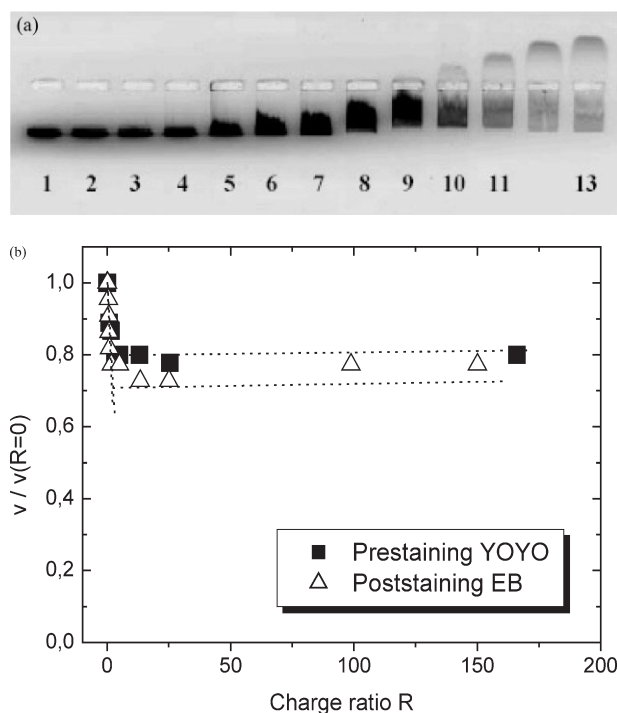 (a)
1 2 3 4 5 6 7 8 9 10 11 13
(b)
1,0
0,8
0,6
0,4
0,2
0,0
v / v(R=0)
Prestaining YOYO
Poststaining EB
0 50 100 150 200
Charge ratio R